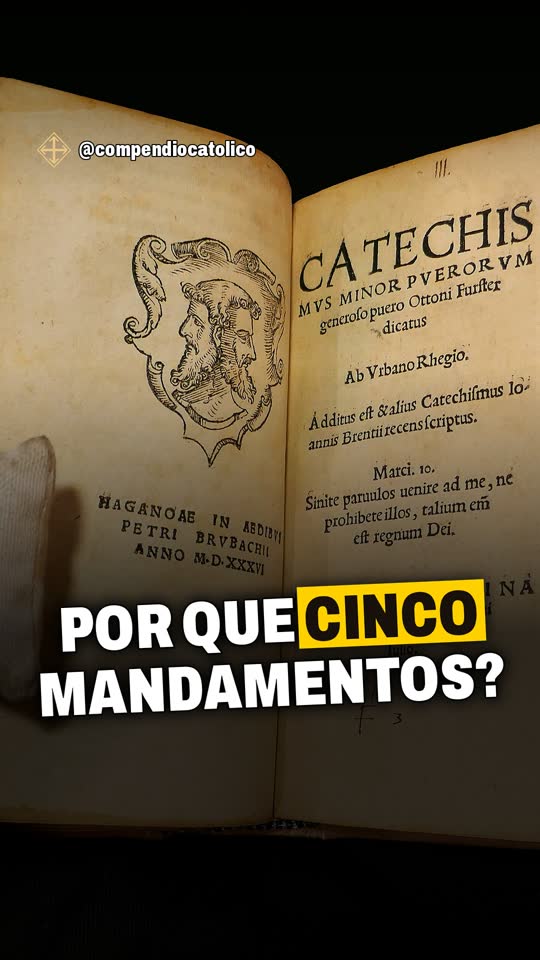 @compendiocatolico
HAGANOAE IN AEDIBVS
PETRI BRVBACHII
ANNO M.D.XXXVI
III.
CATECHIS
MVS MINOR PVERORVM
generoso puero Ottoni Furster
dicatus
Ab Vrbano Rhegio.
Additus est & alius Catechiſmus Io-
annis Brentii recens ſcriptus.
Marci. 10.
Sinite paruulos uenire ad me, ne
prohibete illos, talium em̄
est regnum Dei.
POR QUE CINCO
MANDAMENTOS?
3